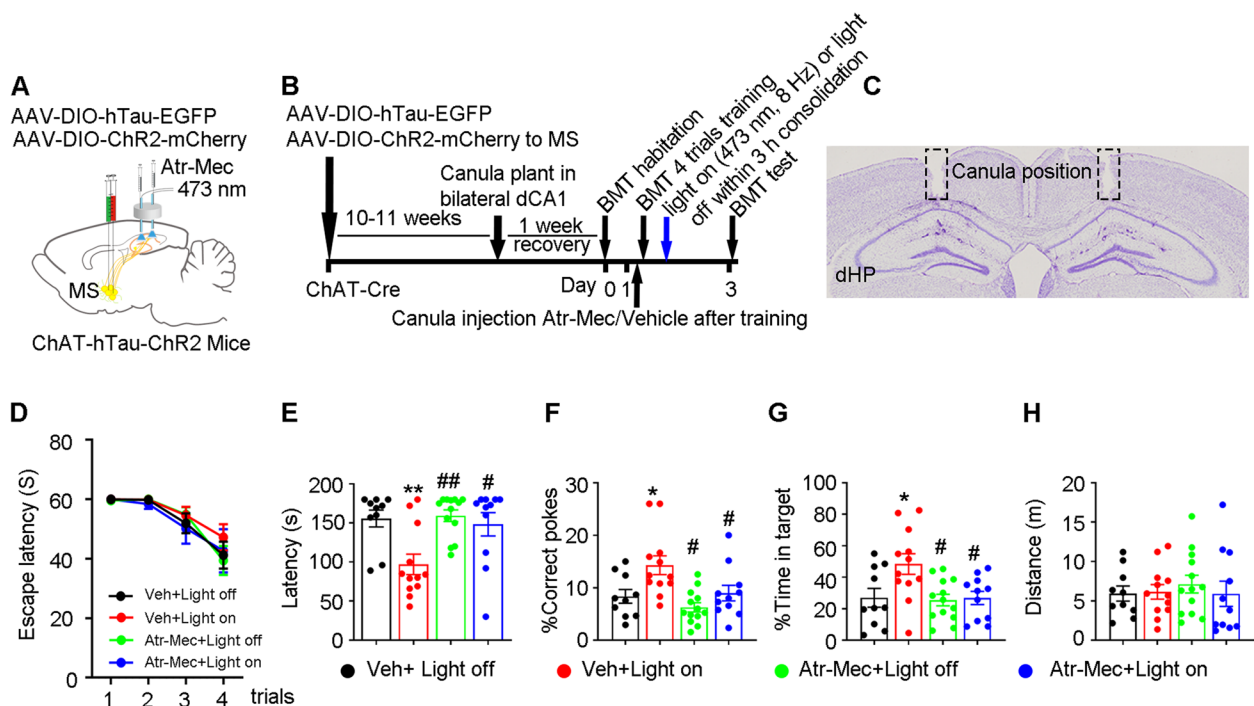 A
AAV-DIO-hTau-EGFP
AAV-DIO-ChR2-mCherry
Atr-Mec
473 nm
MS
ChAT-hTau-ChR2 Mice
B
AAV-DIO-hTau-EGFP
AAV-DIO-ChR2-mCherry to MS
Canula plant in
bilateral dCA1
10-11 weeks
1 week
recovery
BMT habitation
BMT 4 trials training
light on (473 nm, 8 Hz) or light
off within 3 h consolidation
BMT test
ChAT-Cre
Day
0
1
3
Canula injection Atr-Mec/Vehicle after training
C
Canula position
dHP
D
Escape latency (S)
80
60
40
20
0
1 2 3 4 trials
Veh+Light off
Veh+Light on
Atr-Mec+Light off
Atr-Mec+Light on
E
Latency (s)
200
150
100
50
0
**
##
#
F
%Correct pokes
30
20
10
0
*
#
#
G
%Time in target
100
80
60
40
20
0
*
#
#
H
Distance (m)
20
15
10
5
0
Veh+ Light off
Veh+Light on
Atr-Mec+Light off
Atr-Mec+Light on